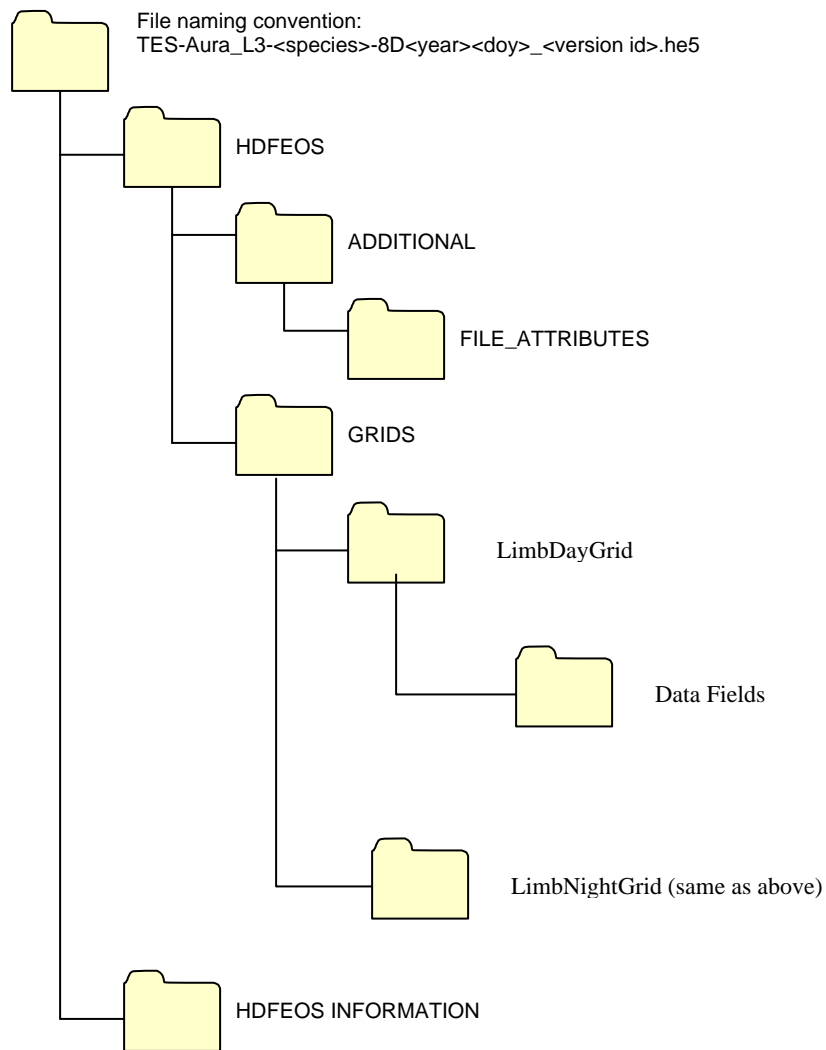 File naming convention:
TES-Aura_L3-<species>-8D<year><doy>_<version id>.he5
HDFEOS
ADDITIONAL
FILE_ATTRIBUTES
GRIDS
LimbDayGrid
Data Fields
LimbNightGrid (same as above)
HDFEOS INFORMATION